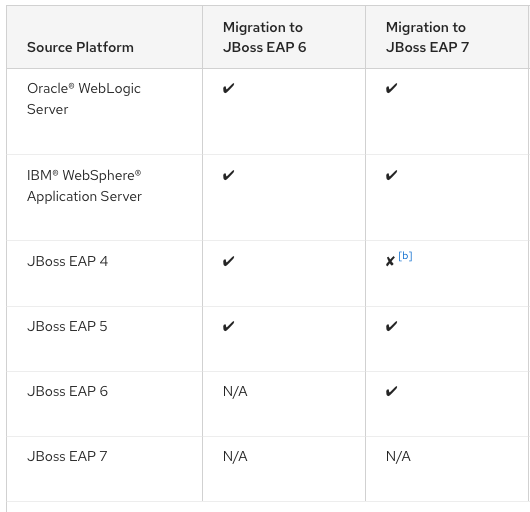 Source Platform
Migration to
JBoss EAP 6
Migration to
JBoss EAP 7
Oracle® WebLogic
Server
✔
✔
IBM® WebSphere®
Application Server
✔
✔
JBoss EAP 4
✔
✘ [b]
JBoss EAP 5
✔
✔
JBoss EAP 6
N/A
✔
JBoss EAP 7
N/A
N/A